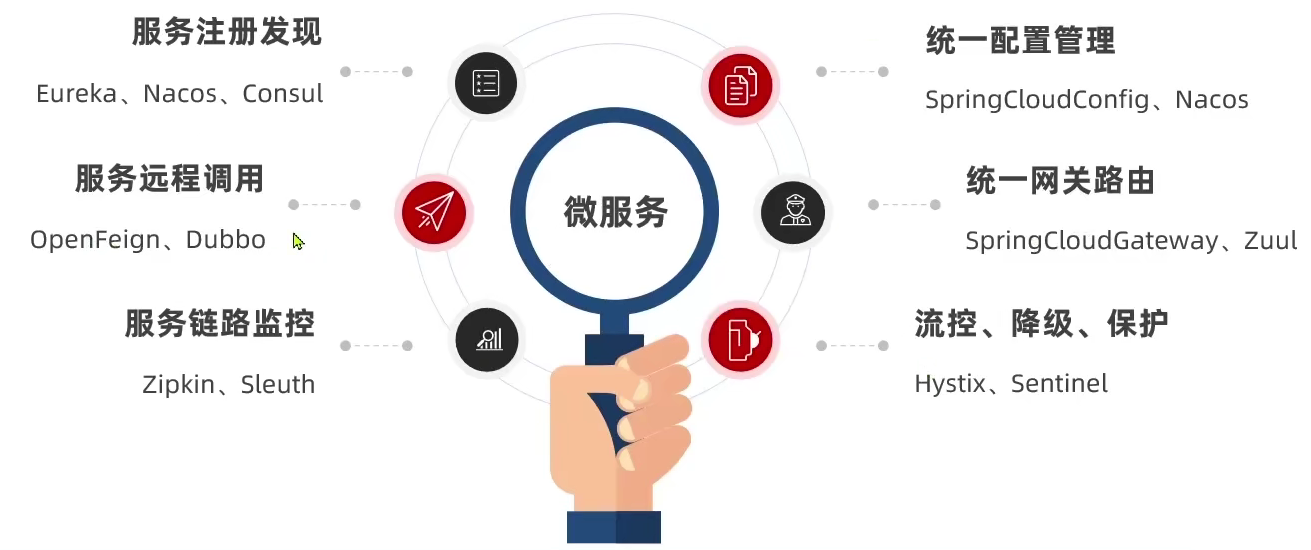 服务注册发现
Eureka、Nacos、Consul
服务远程调用
OpenFeign、Dubbo
服务链路监控
Zipkin、Sleuth
微服务
统一配置管理
SpringCloudConfig、Nacos
统一网关路由
SpringCloudGateway、Zuul
流控、降级、保护
Hystix、Sentinel